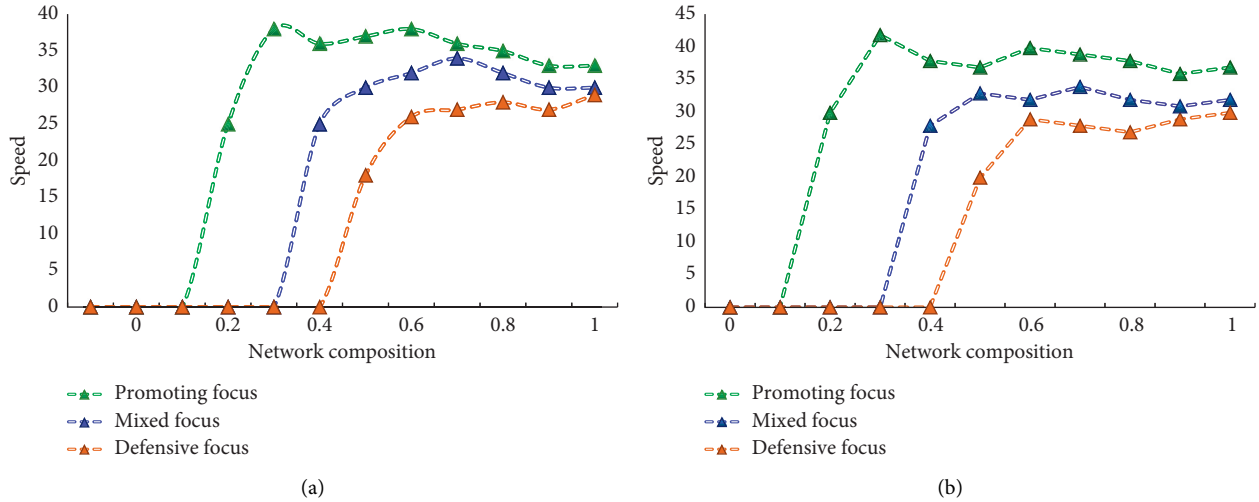 40
35
30
25
20
15
10
5
0
Speed
0 0.2 0.4 0.6 0.8 1
Network composition
Promoting focus
Mixed focus
Defensive focus
(a)
45
40
35
30
25
20
15
10
5
0
Speed
0 0.2 0.4 0.6 0.8 1
Network composition
Promoting focus
Mixed focus
Defensive focus
(b)